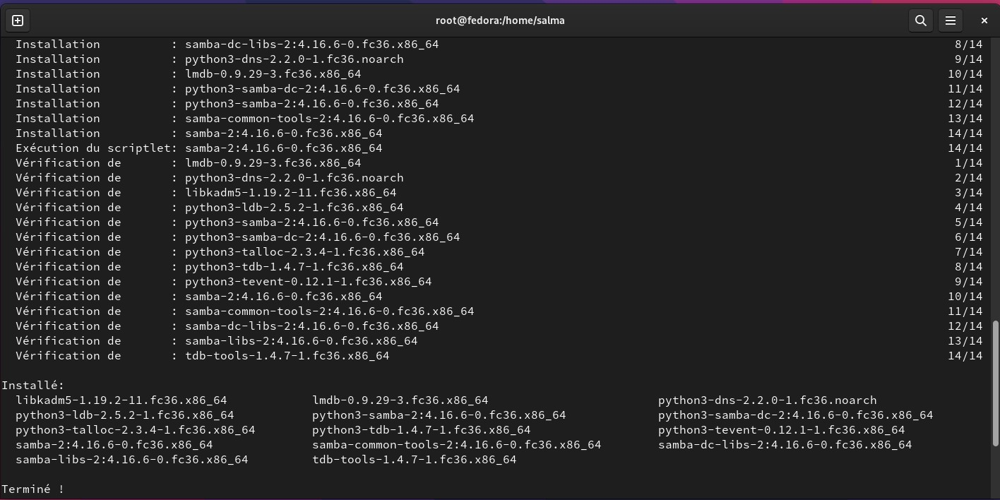 root@fedora:/home/salma
Installation : samba-dc-libs-2:4.16.6-0.fc36.x86_64 8/14
Installation : python3-dns-2.2.0-1.fc36.noarch 9/14
Installation : lmdb-0.9.29-3.fc36.x86_64 10/14
Installation : python3-samba-dc-2:4.16.6-0.fc36.x86_64 11/14
Installation : python3-samba-2:4.16.6-0.fc36.x86_64 12/14
Installation : samba-common-tools-2:4.16.6-0.fc36.x86_64 13/14
Installation : samba-2:4.16.6-0.fc36.x86_64 14/14
Exécution du scriptlet: samba-2:4.16.6-0.fc36.x86_64 14/14
Vérification de : lmdb-0.9.29-3.fc36.x86_64 1/14
Vérification de : python3-dns-2.2.0-1.fc36.noarch 2/14
Vérification de : libkadm5-1.19.2-11.fc36.x86_64 3/14
Vérification de : python3-ldb-2.5.2-1.fc36.x86_64 4/14
Vérification de : python3-samba-2:4.16.6-0.fc36.x86_64 5/14
Vérification de : python3-samba-dc-2:4.16.6-0.fc36.x86_64 6/14
Vérification de : python3-talloc-2.3.4-1.fc36.x86_64 7/14
Vérification de : python3-tdb-1.4.7-1.fc36.x86_64 8/14
Vérification de : python3-tevent-0.12.1-1.fc36.x86_64 9/14
Vérification de : samba-2:4.16.6-0.fc36.x86_64 10/14
Vérification de : samba-common-tools-2:4.16.6-0.fc36.x86_64 11/14
Vérification de : samba-dc-libs-2:4.16.6-0.fc36.x86_64 12/14
Vérification de : samba-libs-2:4.16.6-0.fc36.x86_64 13/14
Vérification de : tdb-tools-1.4.7-1.fc36.x86_64 14/14
Installé:
libkadm5-1.19.2-11.fc36.x86_64 lmdb-0.9.29-3.fc36.x86_64 python3-dns-2.2.0-1.fc36.noarch
python3-ldb-2.5.2-1.fc36.x86_64 python3-samba-2:4.16.6-0.fc36.x86_64 python3-samba-dc-2:4.16.6-0.fc36.x86_64
python3-talloc-2.3.4-1.fc36.x86_64 python3-tdb-1.4.7-1.fc36.x86_64 python3-tevent-0.12.1-1.fc36.x86_64
samba-2:4.16.6-0.fc36.x86_64 samba-common-tools-2:4.16.6-0.fc36.x86_64 samba-dc-libs-2:4.16.6-0.fc36.x86_64
samba-libs-2:4.16.6-0.fc36.x86_64 tdb-tools-1.4.7-1.fc36.x86_64
Terminé !